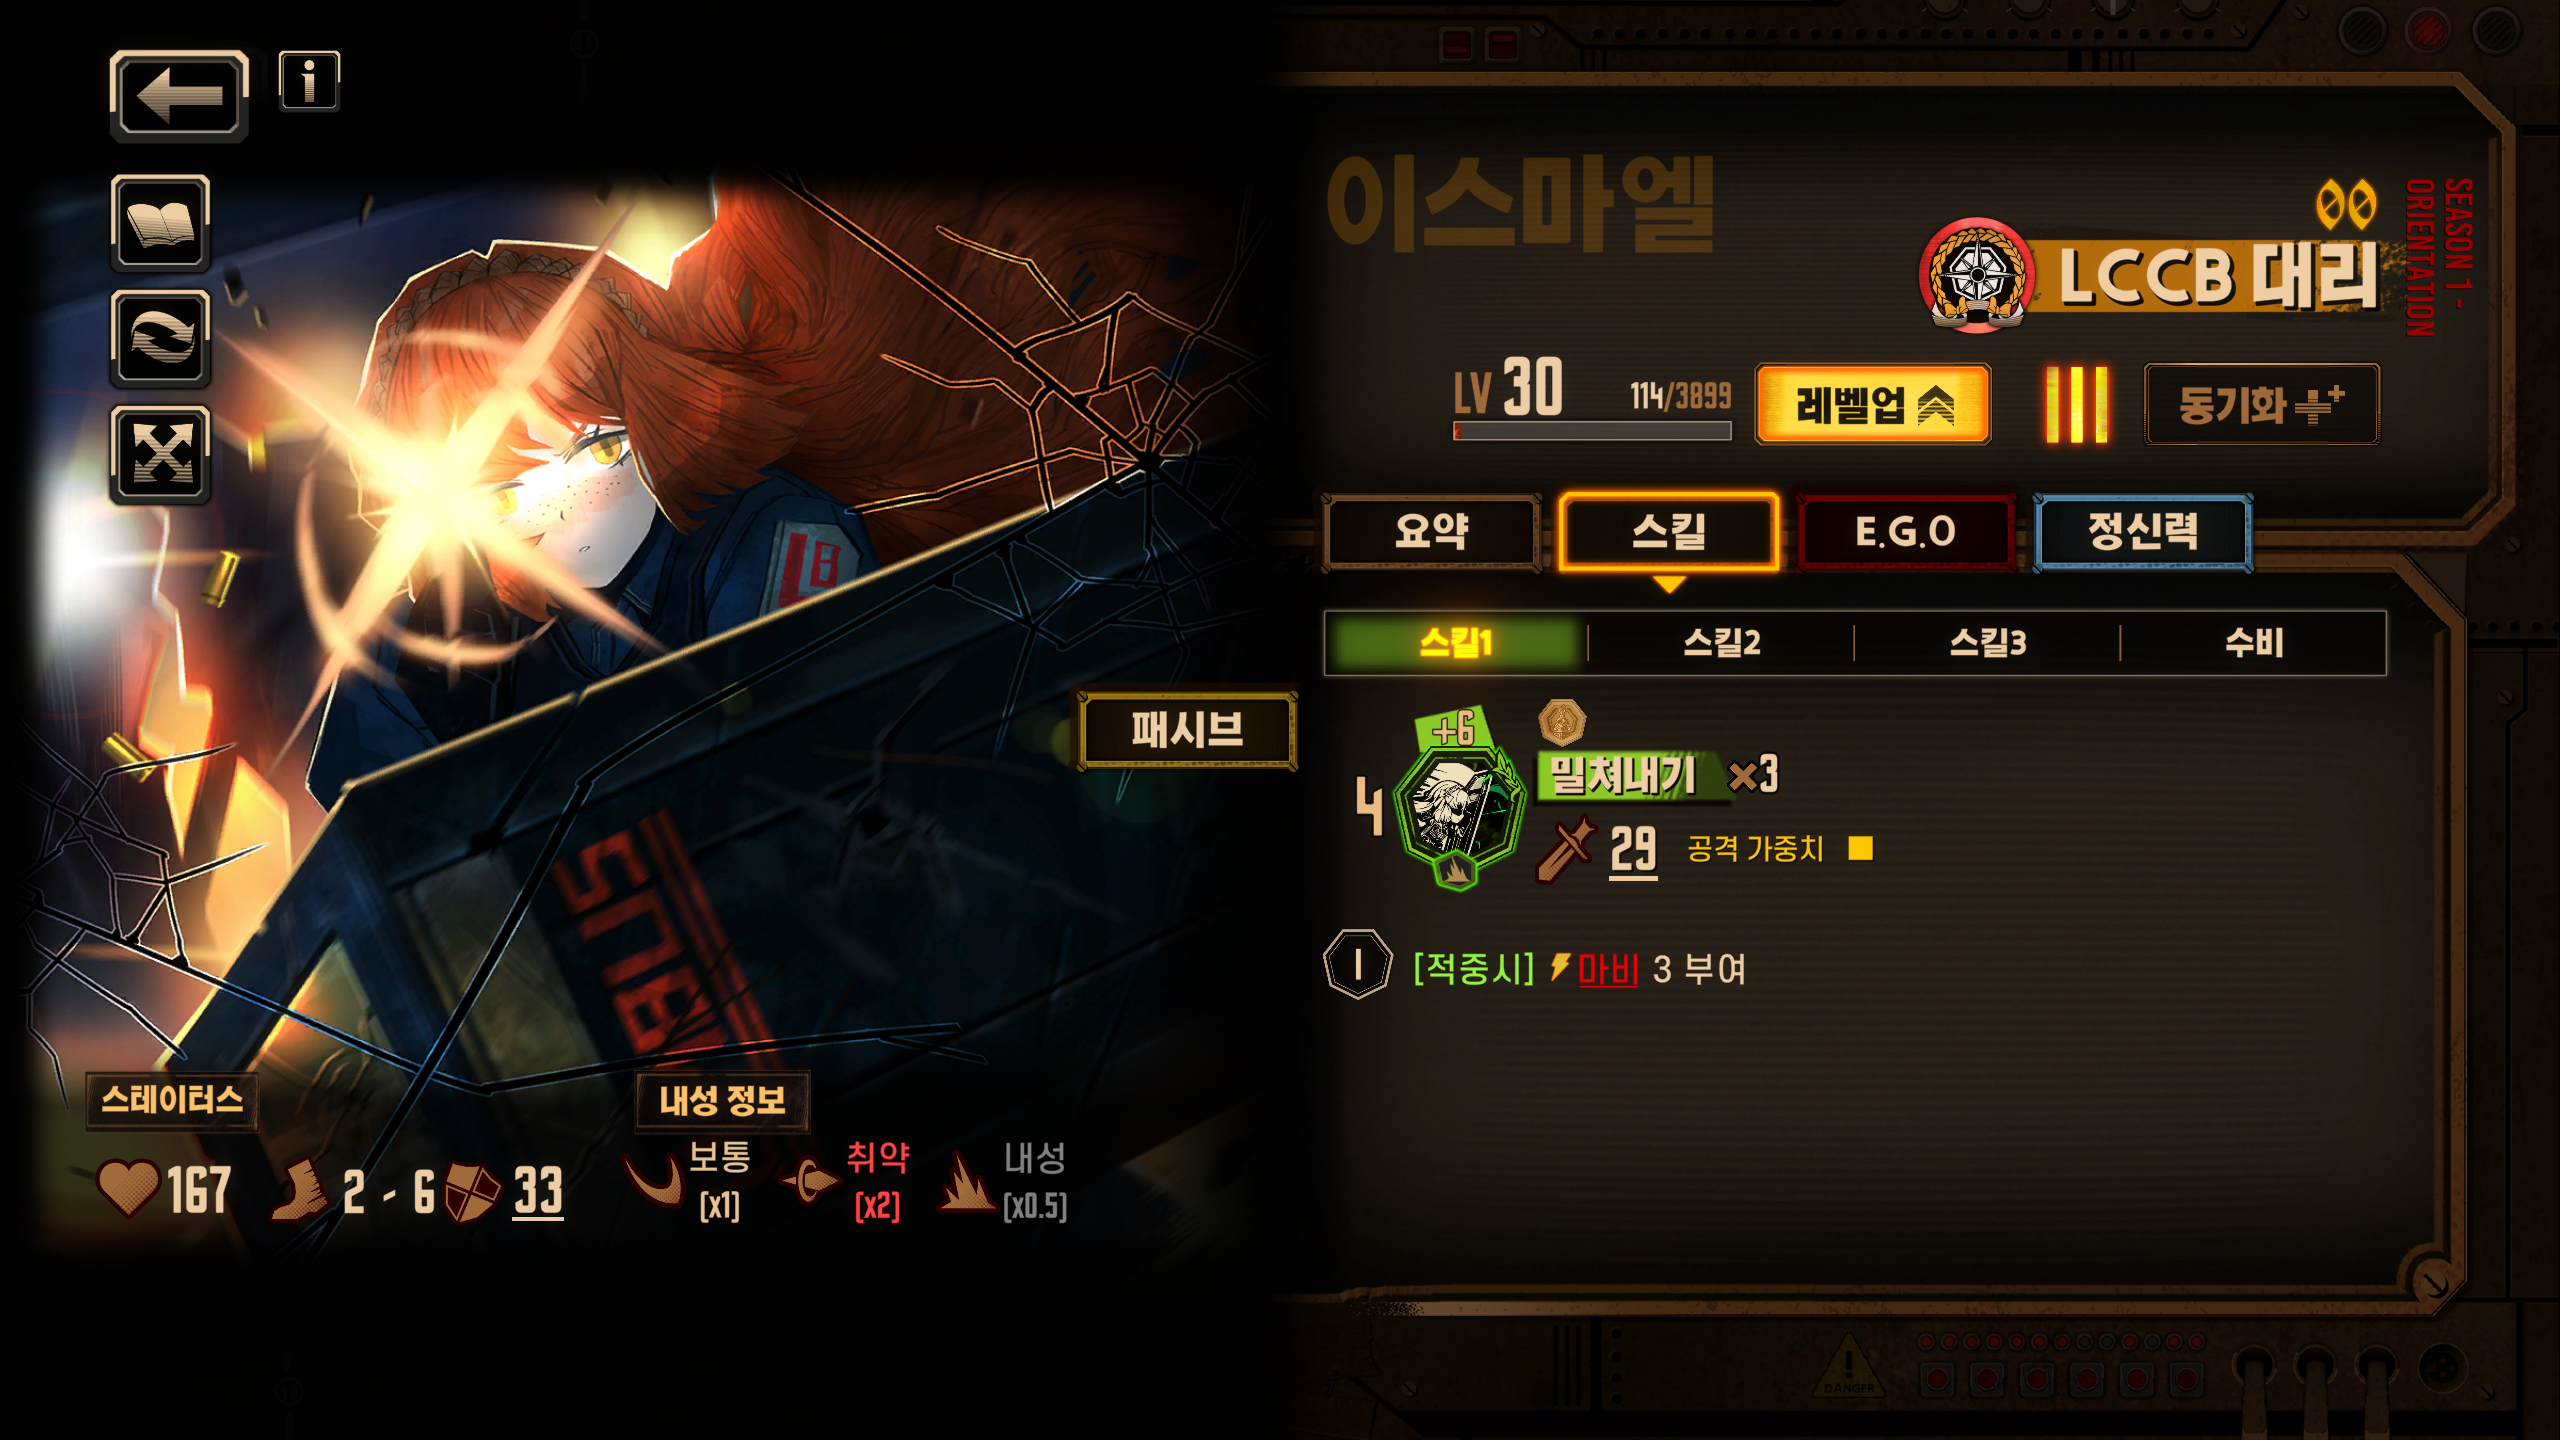 이스마엘
LCCB 대리
SEASON 1 -
ORIENTATION
LV 30
114/3899
레벨업
동기화
요약
스킬
E.G.O
정신력
스킬1
스킬2
스킬3
수비
패시브
+6
4
밀쳐내기 ×3
29 공격 가중치
I [적중시] 마비 3 부여
스테이터스
내성 정보
167
2 - 6
33
보통
[x1]
취약
[x2]
내성
[x0.5]
BUS
DANGER